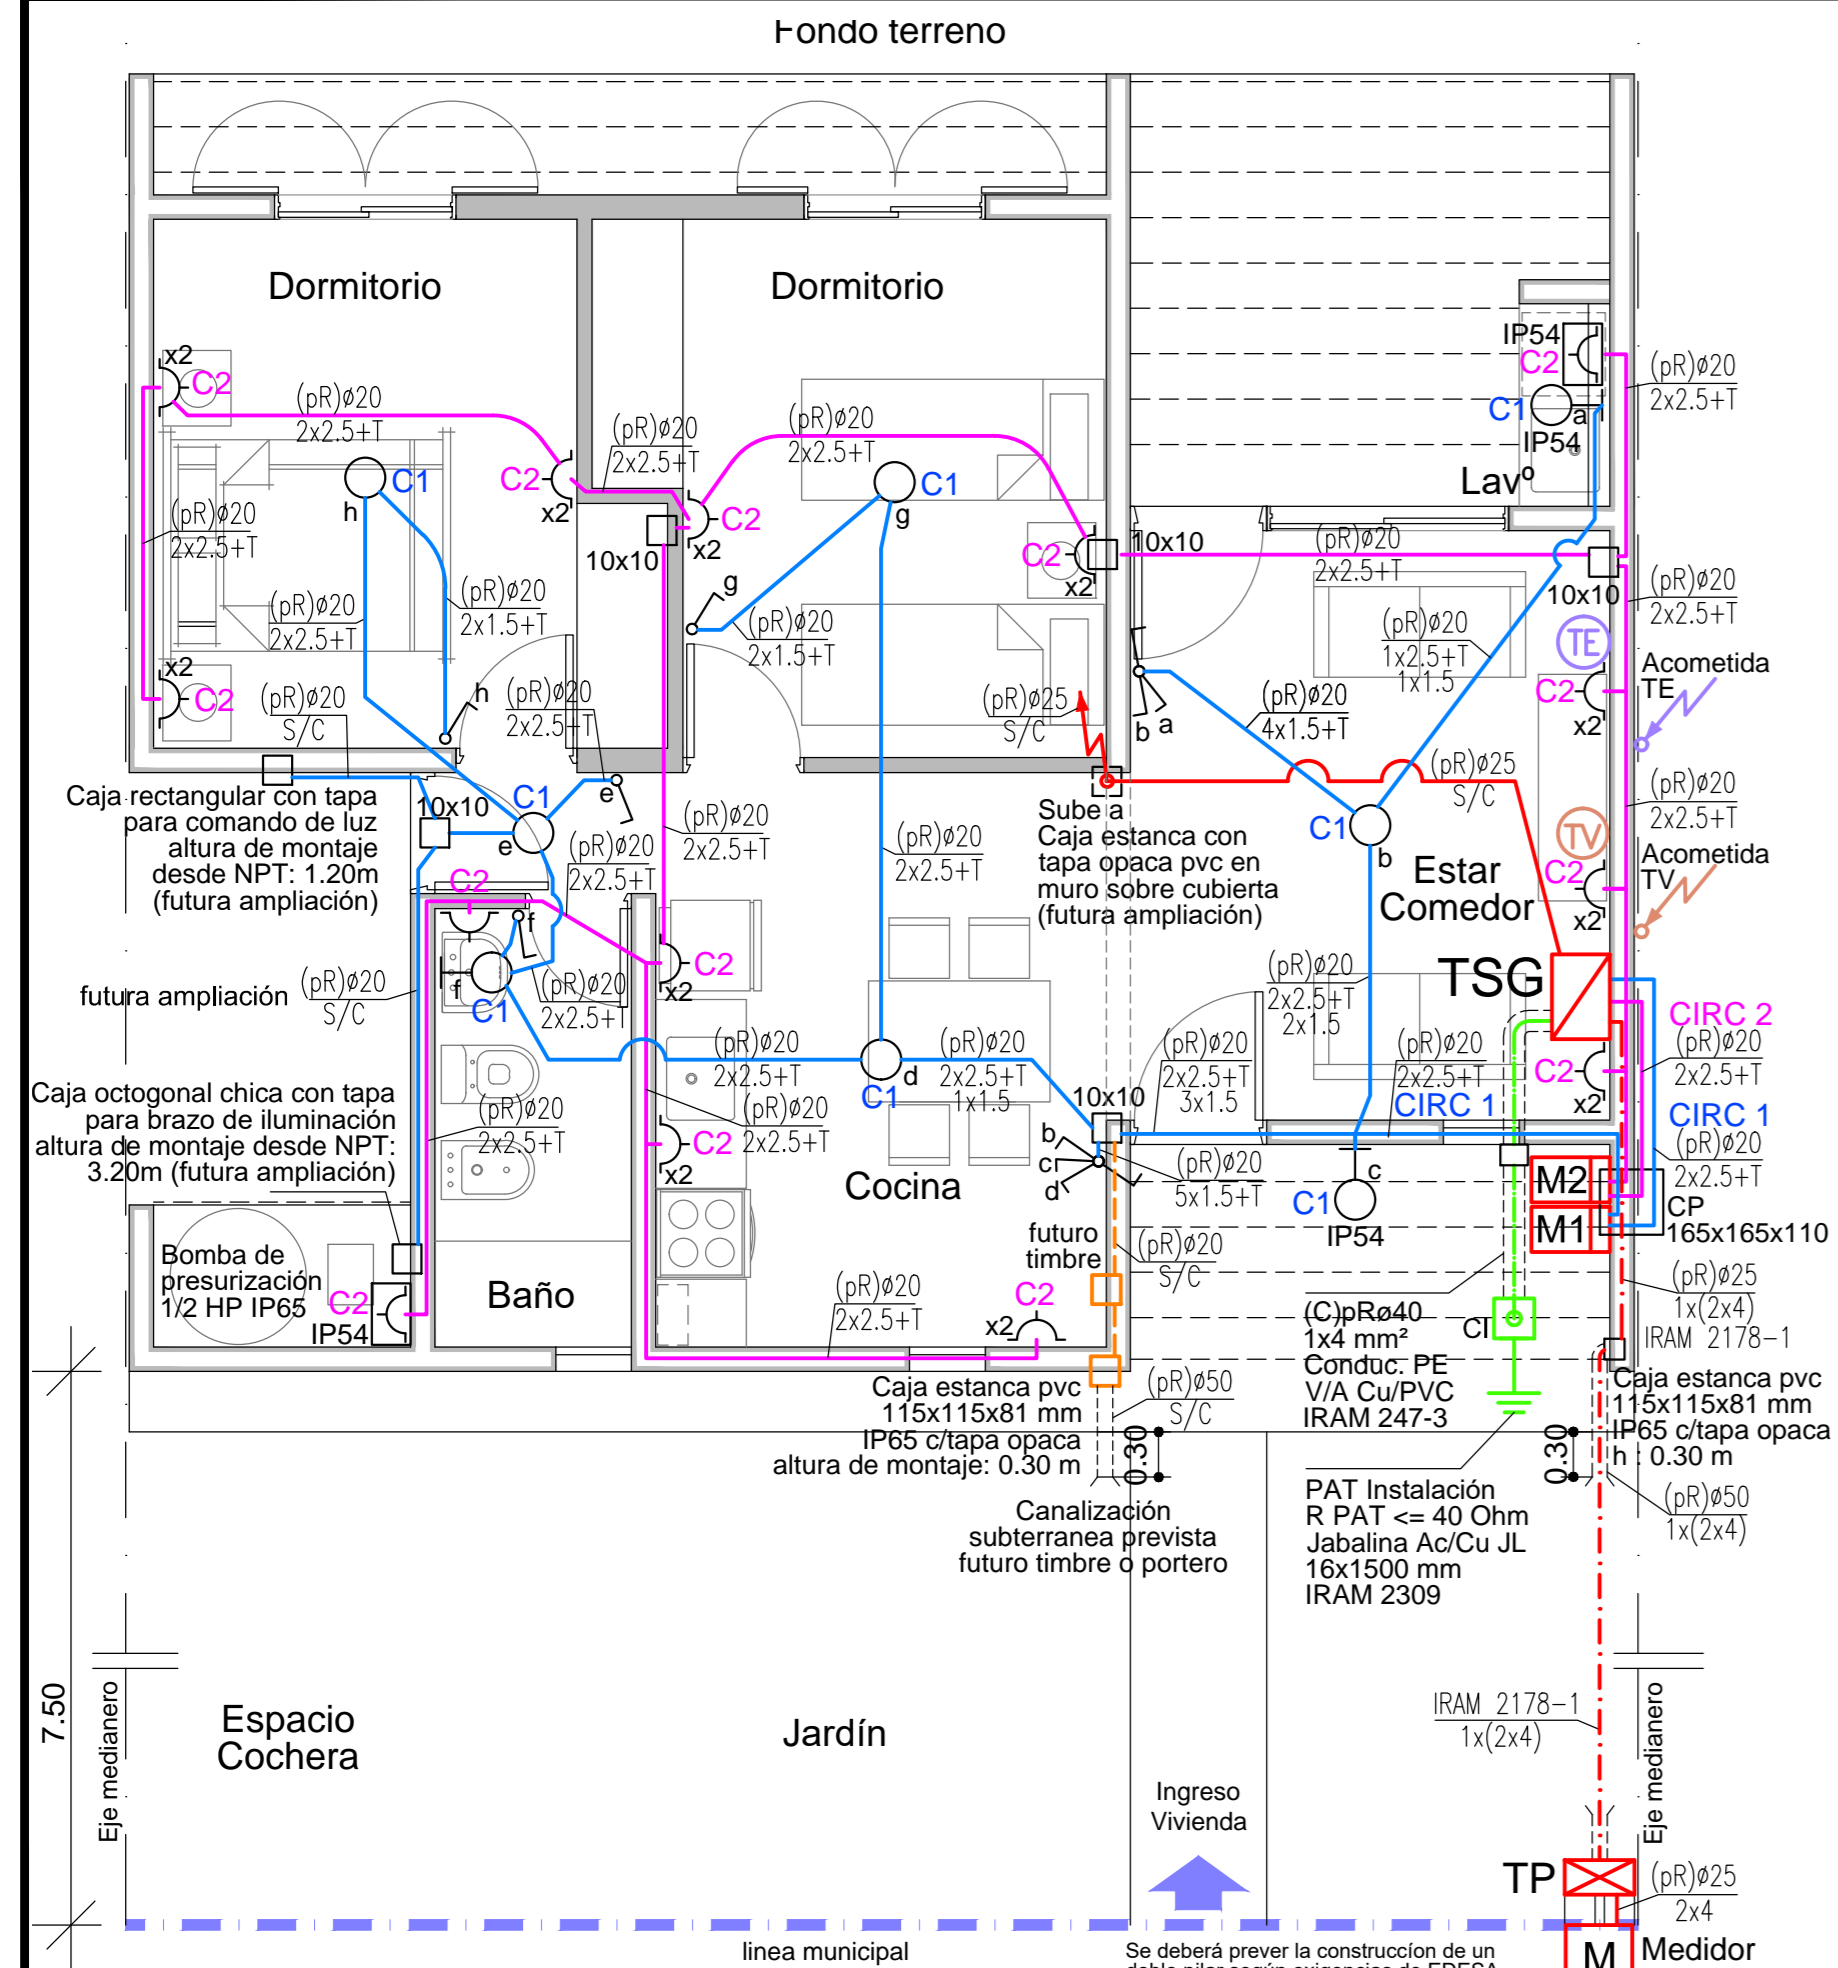 Fondo terreno
Dormitorio
Dormitorio
x2
C2
(pR)ø20
2x2.5+T
(pR)ø20
2x2.5+T
(pR)ø20
2x2.5+T
IP54
C2
(pR)ø20
2x2.5+T
C1
a
IP54
Lavº
C1
h
C2
x2
C1
g
C2
x2
(pR)ø20
2x2.5+T
10x10
C2
x2
10x10
(pR)ø20
2x2.5+T
10x10
(pR)ø20
2x2.5+T
(pR)ø20
2x2.5+T
(pR)ø20
2x1.5+T
g
(pR)ø20
2x1.5+T
(pR)ø20
1x2.5+T
1x1.5
TE
Acometida
TE
x2
C2
(pR)ø20
S/C
h
(pR)ø20
2x2.5+T
(pR)ø25
S/C
b
a
(pR)ø20
4x1.5+T
C2
x2
(pR)ø25
S/C
(pR)ø20
2x2.5+T
Caja rectangular con tapa
para comando de luz
altura de montaje
desde NPT: 1.20m
(futura ampliación)
10x10
C1
e
e
(pR)ø20
2x2.5+T
(pR)ø20
2x2.5+T
(pR)ø20
2x2.5+T
Sube a
Caja estanca con
tapa opaca pvc en
muro sobre cubierta
(futura ampliación)
C1
b
TV
Acometida
TV
Estar
Comedor
C2
x2
C2
f
f
C1
(pR)ø20
2x2.5+T
C2
x2
futura ampliación
(pR)ø20
S/C
(pR)ø20
2x2.5+T
2x1.5
TSG
CIRC 2
(pR)ø20
2x2.5+T
(pR)ø20
2x2.5+T
C1
d
(pR)ø20
2x2.5+T
1x1.5
(pR)ø20
2x2.5+T
3x1.5
(pR)ø20
2x2.5+T
CIRC 1
C2
x2
CIRC 1
(pR)ø20
2x2.5+T
Caja octogonal chica con tapa
para brazo de iluminación
altura de montaje desde NPT:
3.20m (futura ampliación)
(pR)ø20
2x2.5+T
(pR)ø20
2x2.5+T
C2
x2
10x10
b
c
d
(pR)ø20
5x1.5+T
Cocina
C1
c
IP54
M2
M1
CP
165x165x110
Bomba de
presurización
1/2 HP IP65
C2
IP54
Baño
(pR)ø20
2x2.5+T
C2
x2
futuro
timbre
(pR)ø20
S/C
(C)pRø40
1x4 mm²
Conduc. PE
V/A Cu/PVC
IRAM 247-3
CI
(pR)ø25
1x(2x4)
IRAM 2178-1
Caja estanca pvc
115x115x81 mm
IP65 c/tapa opaca
altura de montaje: 0.30 m
(pR)ø50
S/C
0.30
Caja estanca pvc
115x115x81 mm
IP65 c/tapa opaca
h : 0.30 m
0.30
(pR)ø50
1x(2x4)
Canalización
subterranea prevista
futuro timbre o portero
PAT Instalación
R PAT <= 40 Ohm
Jabalina Ac/Cu JL
16x1500 mm
IRAM 2309
7.50
Eje medianero
Espacio
Cochera
Jardín
IRAM 2178-1
1x(2x4)
Eje medianero
Ingreso
Vivienda
TP
(pR)ø25
2x4
linea municipal
Se deberá prever la construccíon de un
doble pilar según exigencias de EDESA
M
Medidor